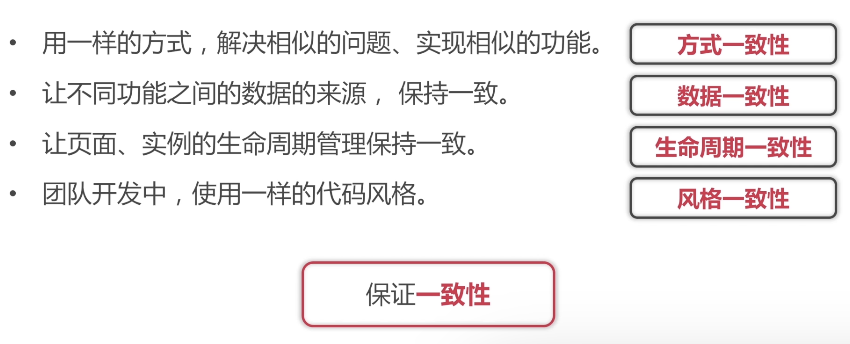 • 用一样的方式，解决相似的问题、实现相似的功能。 方式一致性
• 让不同功能之间的数据的来源， 保持一致。 数据一致性
• 让页面、实例的生命周期管理保持一致。 生命周期一致性
• 团队开发中，使用一样的代码风格。 风格一致性
保证一致性